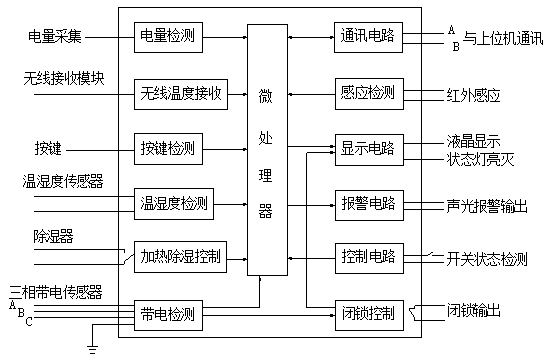 电量采集
电量检测
通讯电路
A
B
与上位机通讯
无线接收模块
无线温度接收
感应检测
红外感应
微处理器
按键
按键检测
显示电路
液晶显示
状态灯亮灭
温湿度传感器
温湿度检测
报警电路
声光报警输出
除湿器
加热除湿控制
控制电路
开关状态检测
三相带电传感器
A
B
C
带电检测
闭锁控制
闭锁输出